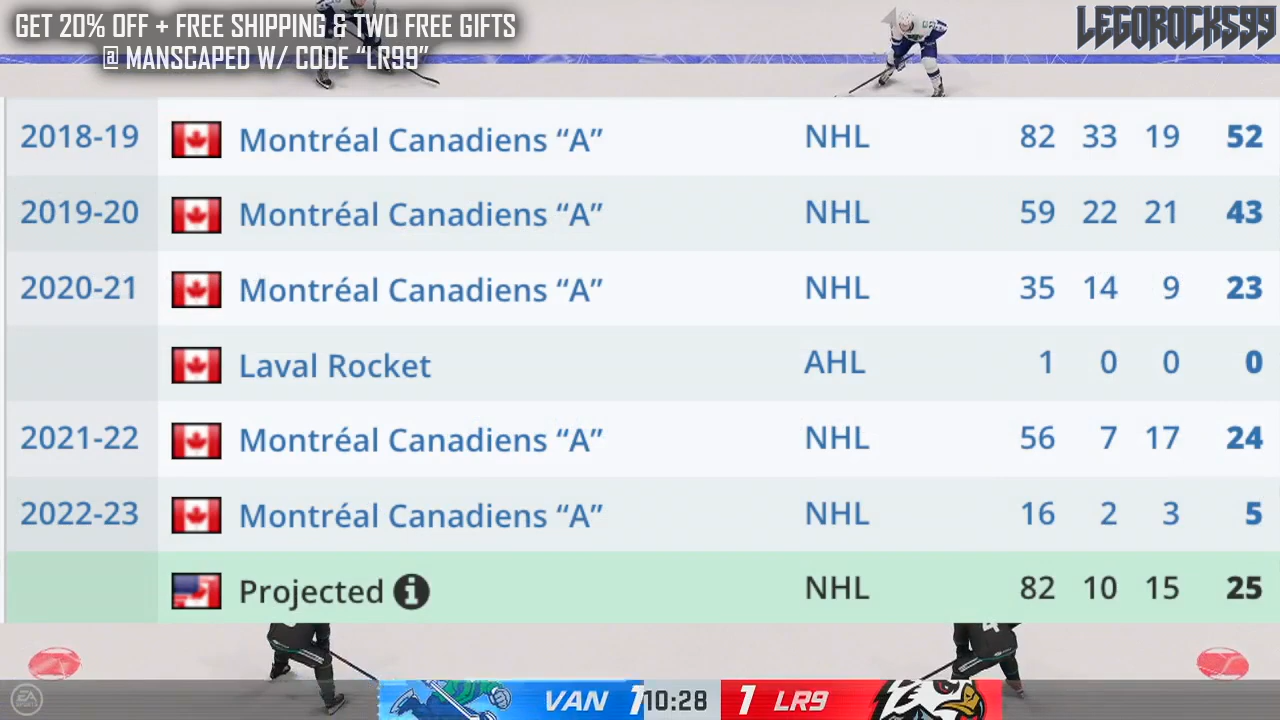 GET 20% OFF + FREE SHIPPING & TWO FREE GIFTS
@ MANSCAPED W/ CODE “LR99”
LEGOROCKS99
2018-19 Montréal Canadiens “A” NHL 82 33 19 52
2019-20 Montréal Canadiens “A” NHL 59 22 21 43
2020-21 Montréal Canadiens “A” NHL 35 14 9 23
Laval Rocket AHL 1 0 0 0
2021-22 Montréal Canadiens “A” NHL 56 7 17 24
2022-23 Montréal Canadiens “A” NHL 16 2 3 5
Projected i NHL 82 10 15 25
EA SPORTS
VAN 1 10:28 1 LR9